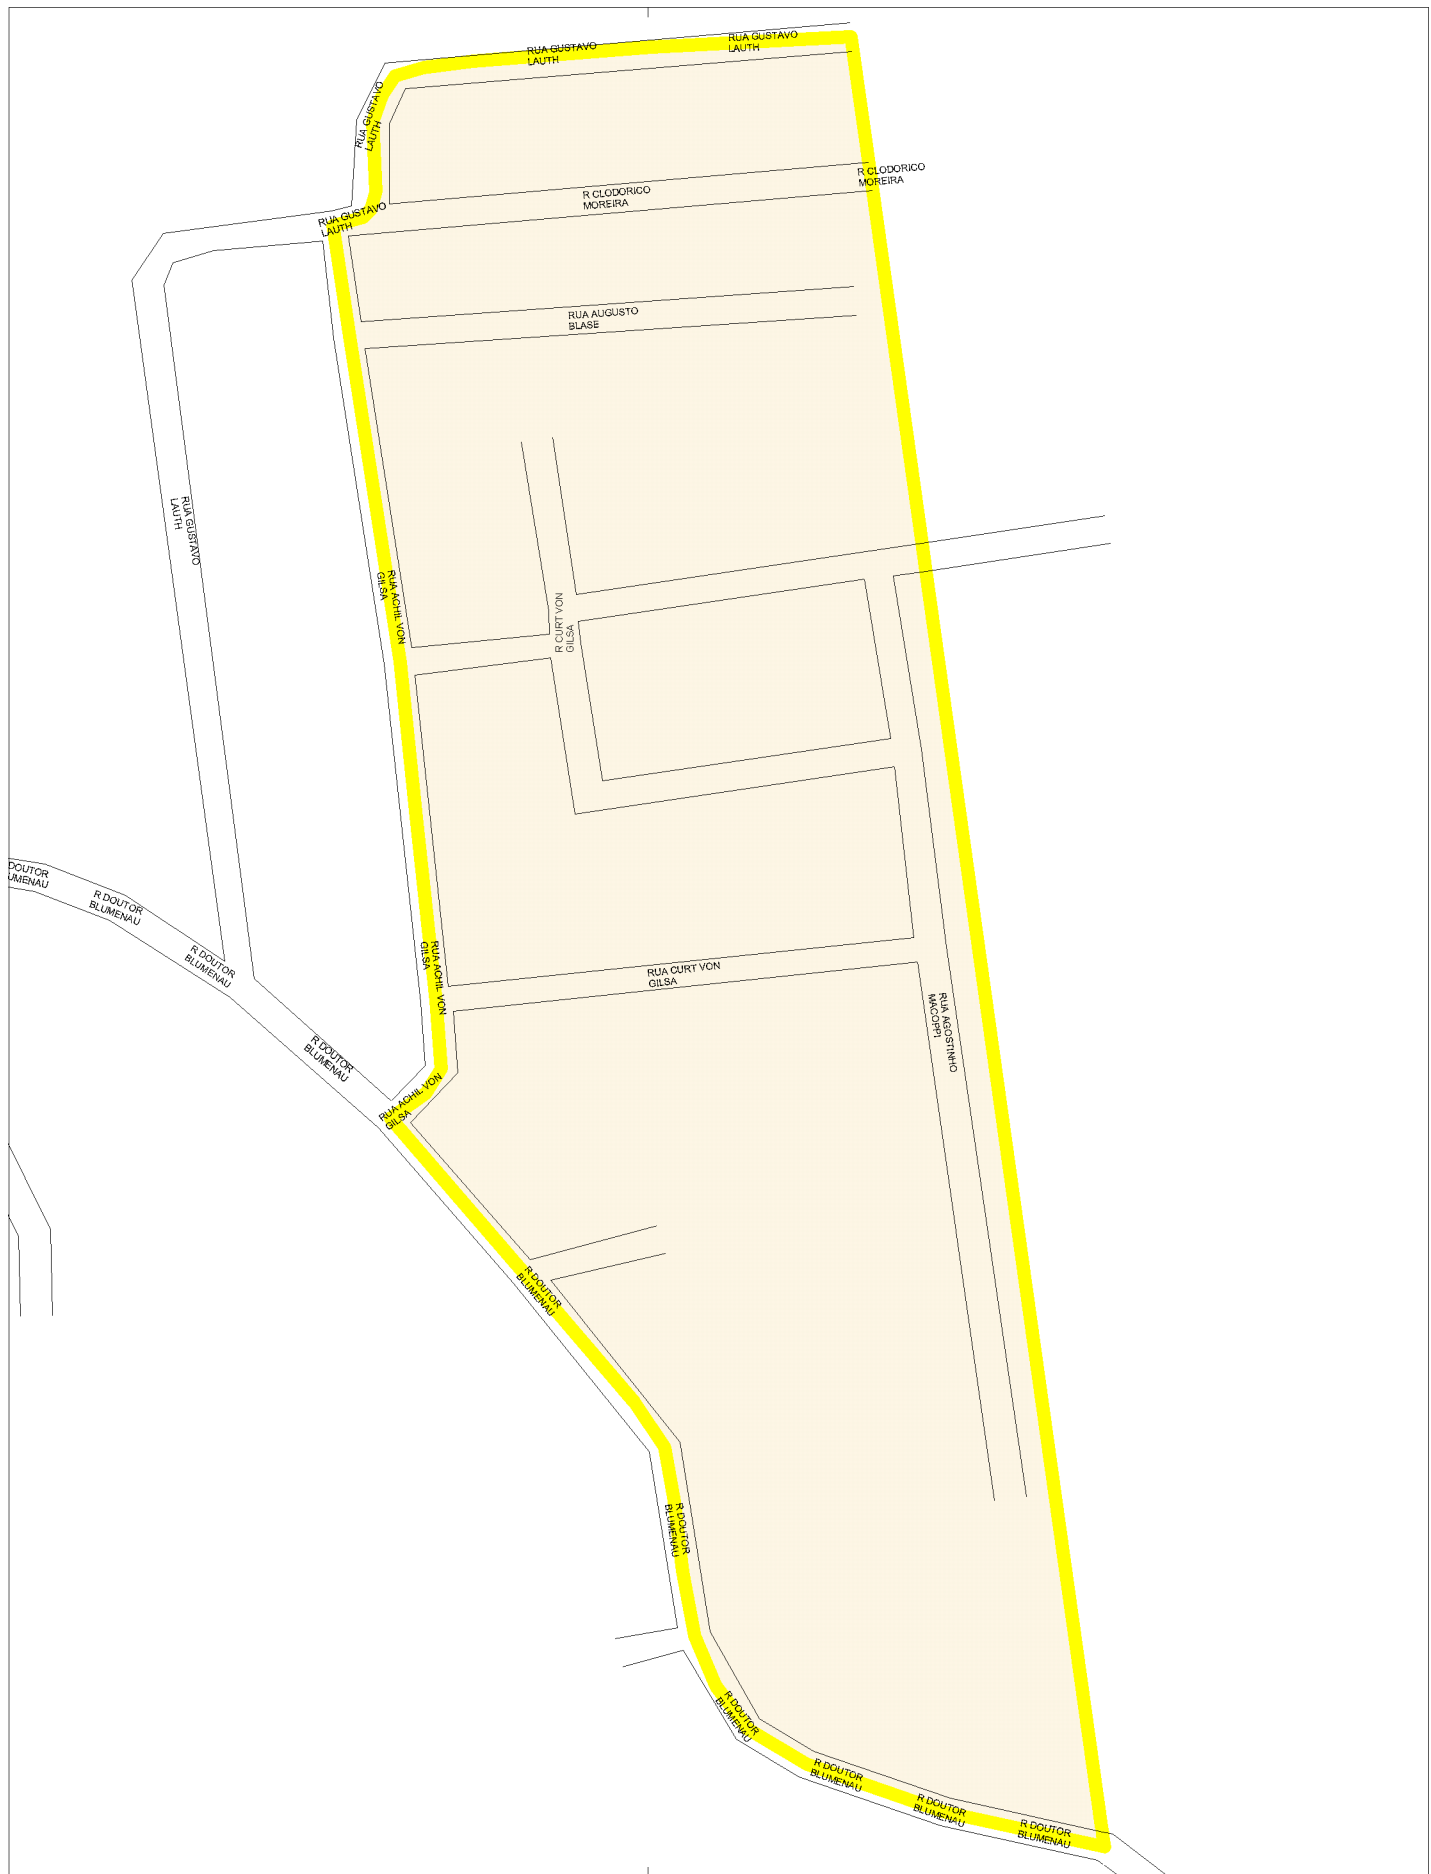 RUA GUSTAVO
LAUTH
RUA GUSTAVO
LAUTH
RUA GUSTAVO
LAUTH
R CLODORICO
MOREIRA
R CLODORICO
MOREIRA
RUA GUSTAVO
LAUTH
RUA AUGUSTO
BLASE
RUA GUSTAVO
LAUTH
RUA ACHIL VON
GILSA
R CURT VON
GILSA
DOUTOR
UMENAU
R DOUTOR
BLUMENAU
R DOUTOR
BLUMENAU
RUA ACHIL VON
GILSA
RUA CURT VON
GILSA
RUA AGOSTINHO
MACOPPI
R DOUTOR
BLUMENAU
RUA ACHIL VON
GILSA
R DOUTOR
BLUMENAU
R DOUTOR
BLUMENAU
R DOUTOR
BLUMENAU
R DOUTOR
BLUMENAU
R DOUTOR
BLUMENAU
R DOUTOR
BLUMENAU